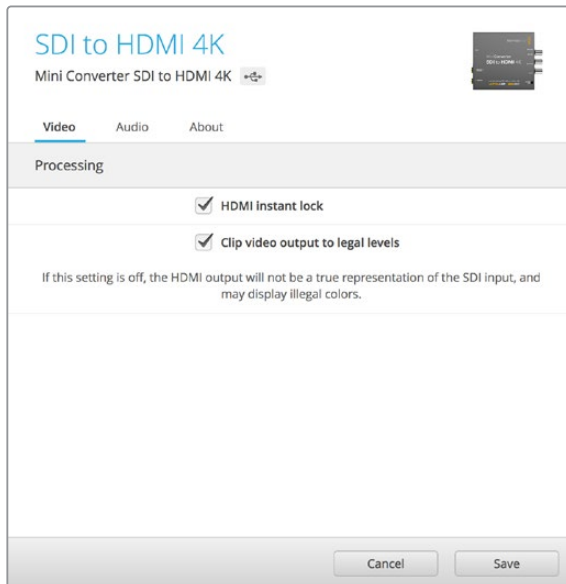 SDI to HDMI 4K
Mini Converter SDI to HDMI 4K
Video Audio About
Processing
HDMI instant lock
Clip video output to legal levels
If this setting is off, the HDMI output will not be a true representation of the SDI input, and
may display illegal colors.
Cancel Save